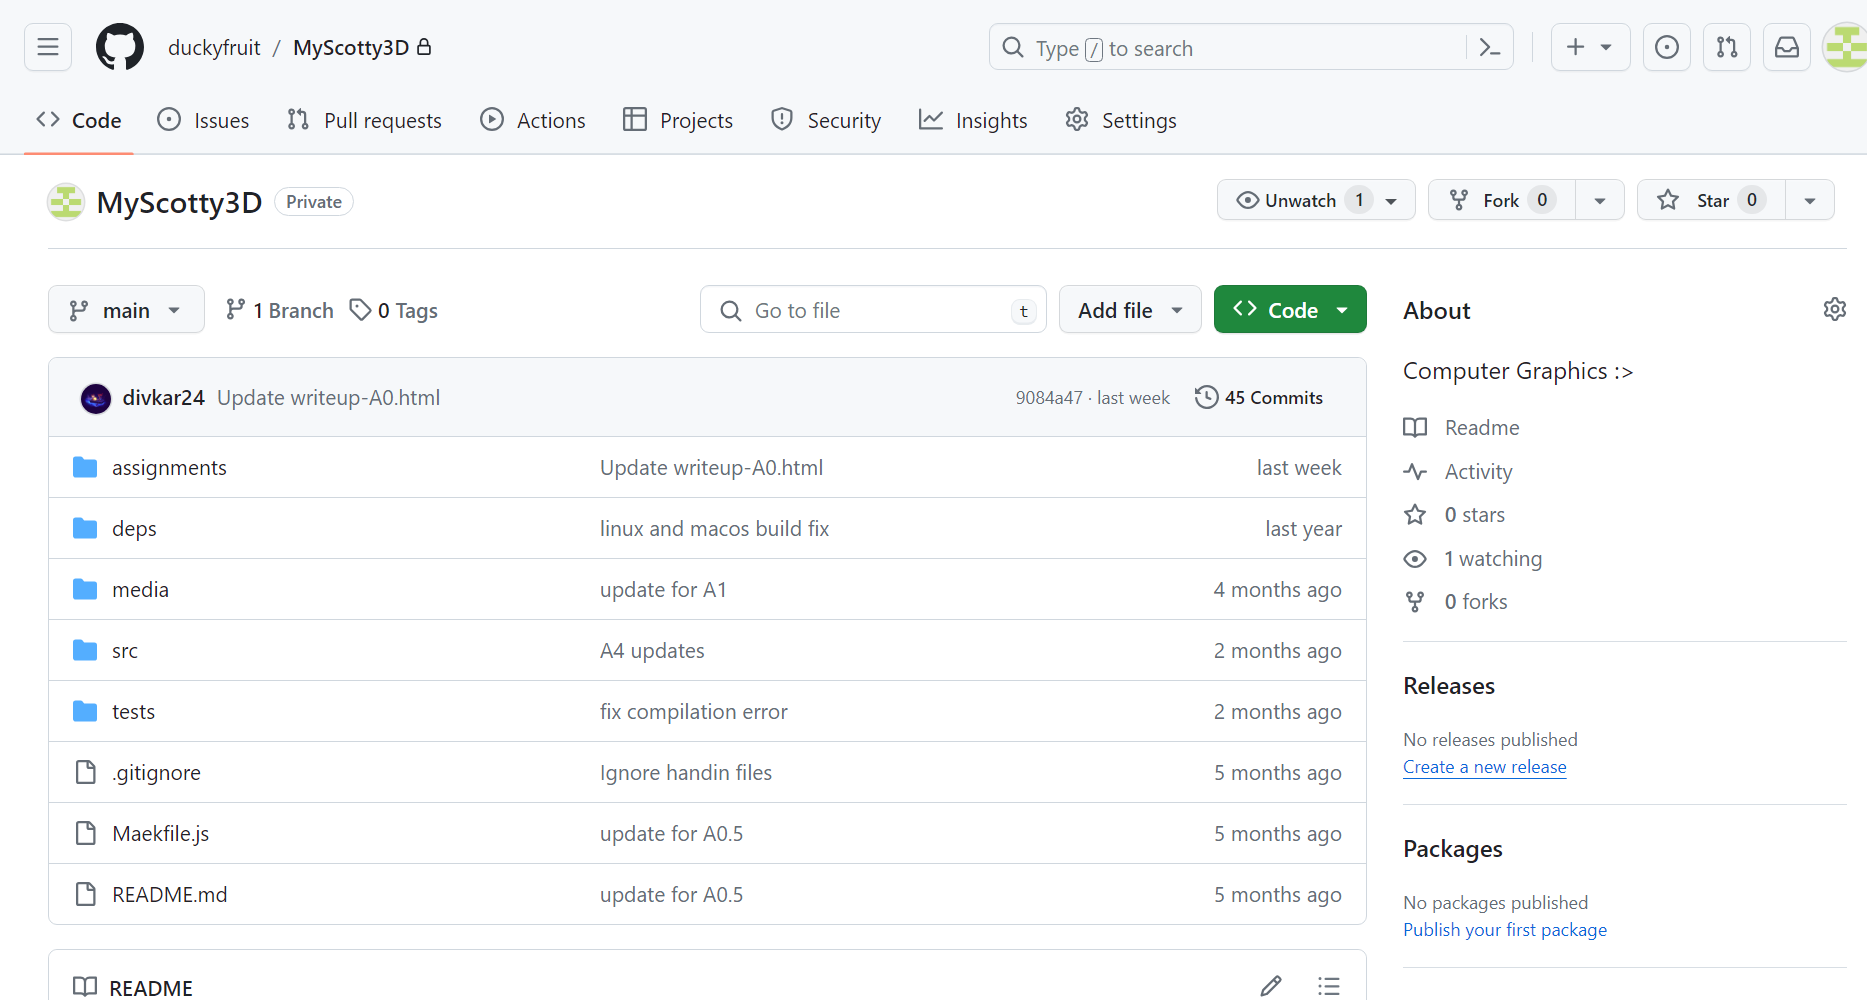 duckyfruit / MyScotty3D
Type / to search
Code
Issues
Pull requests
Actions
Projects
Security
Insights
Settings
MyScotty3D Private
Unwatch 1
Fork 0
Star 0
main
1 Branch
0 Tags
Go to file t
Add file
Code
divkar24 Update writeup-A0.html 9084a47 · last week 45 Commits
assignments Update writeup-A0.html last week
deps linux and macos build fix last year
media update for A1 4 months ago
src A4 updates 2 months ago
tests fix compilation error 2 months ago
.gitignore Ignore handin files 5 months ago
Maekfile.js update for A0.5 5 months ago
README.md update for A0.5 5 months ago
README
About
Computer Graphics :>
Readme
Activity
0 stars
1 watching
0 forks
Releases
No releases published
Create a new release
Packages
No packages published
Publish your first package